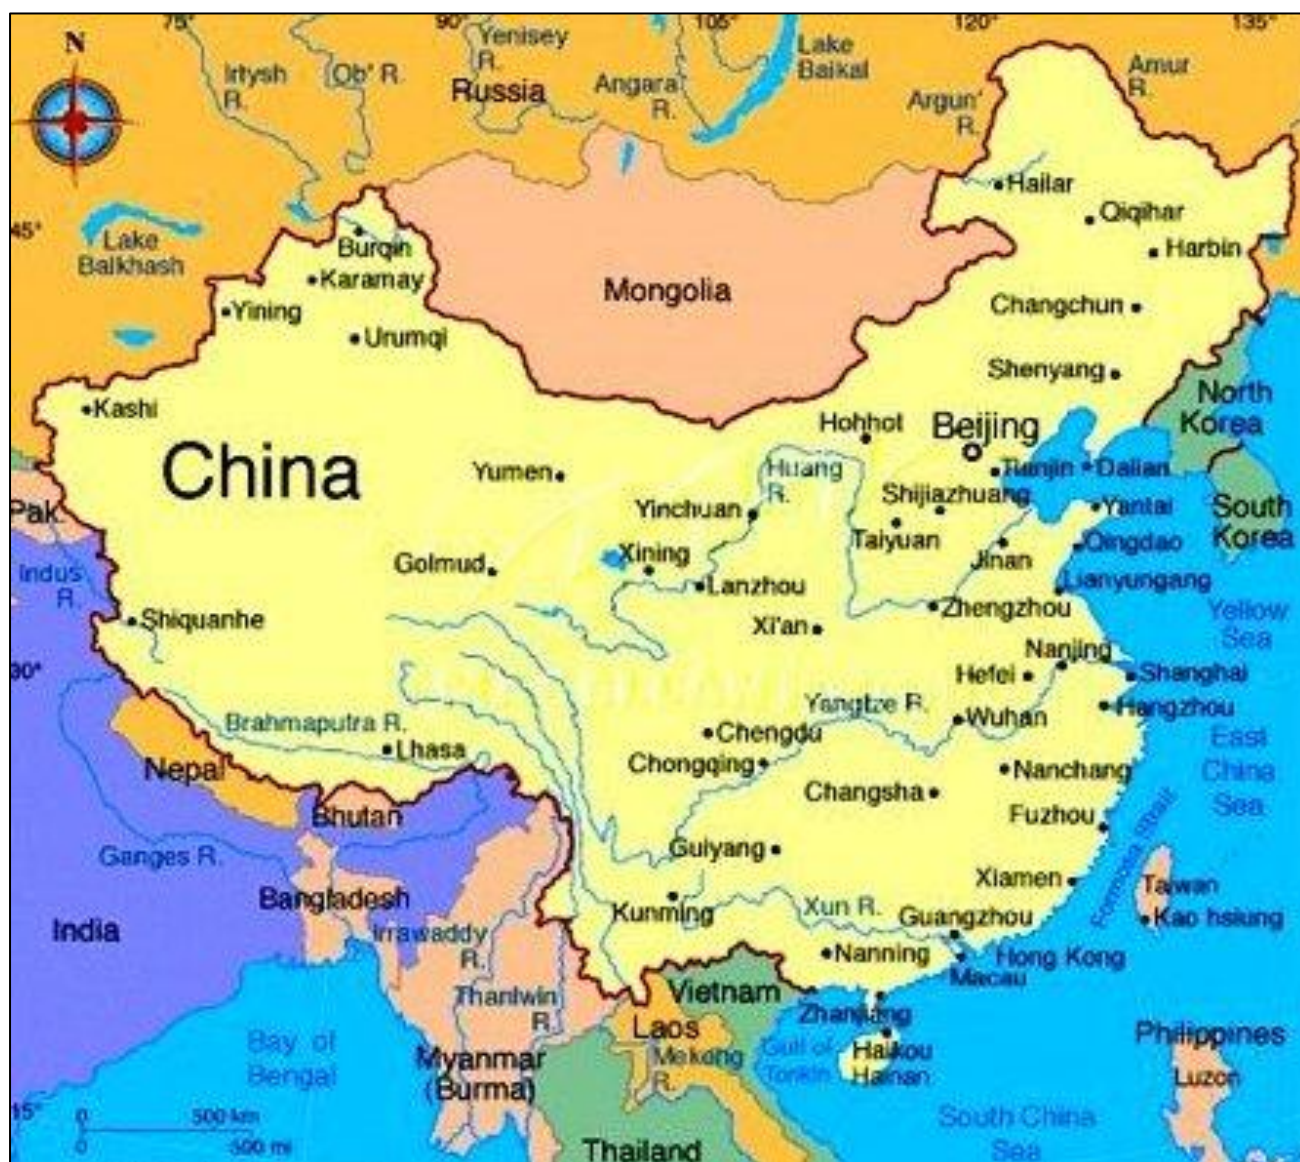 75°
90°
105°
120°
135°
N
Irtysh
R.
Ob' R.
Yenisey
R.
Russia
Angara
R.
Lake
Baikal
Argun'
R.
Amur
R.
45°
Lake
Balkhash
Hailar
Qiqihar
Harbin
Burqin
Karamay
Yining
Urumqi
Mongolia
Changchun
Shenyang
Kashi
China
Hohhot
Beijing
North
Korea
Yumen
Huang
R.
Tianjin
Dalian
Pak.
Yinchuan
Shijiazhuang
Yantai
South
Korea
Taiyuan
Golmud
Xining
Jinan
Qingdao
Indus
R.
Lanzhou
Lianyungang
Shiquanhe
Xi'an
Zhengzhou
Yellow
Sea
30°
Nanjing
Hefei
Shanghai
Brahmaputra R.
Yangtze R.
Wuhan
Hangzhou
Lhasa
Chengdu
East
China
Sea
Nepal
Chongqing
Nanchang
Changsha
Bhutan
Fuzhou
Formosa Strait
Ganges R.
Guiyang
Bangladesh
Xiamen
Taiwan
India
Kunming
Xun R.
Guangzhou
Kao hsiung
Irrawaddy
R.
Nanning
Hong Kong
Macau
Thanlwin
R.
Vietnam
Zhanjiang
Laos
Philippines
Bay of
Bengal
Myanmar
(Burma)
Mekong
R.
Gulf of
Tonkin
Haikou
Hainan
Luzon
15°
0
500 km
0
500 mi
South China
Sea
Thailand